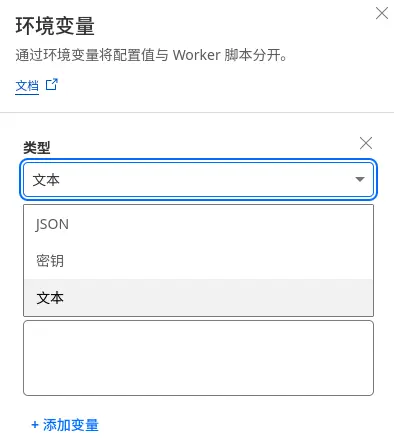 环境变量
通过环境变量将配置值与 Worker 脚本分开。
文档
类型
文本
JSON
密钥
文本
+ 添加变量